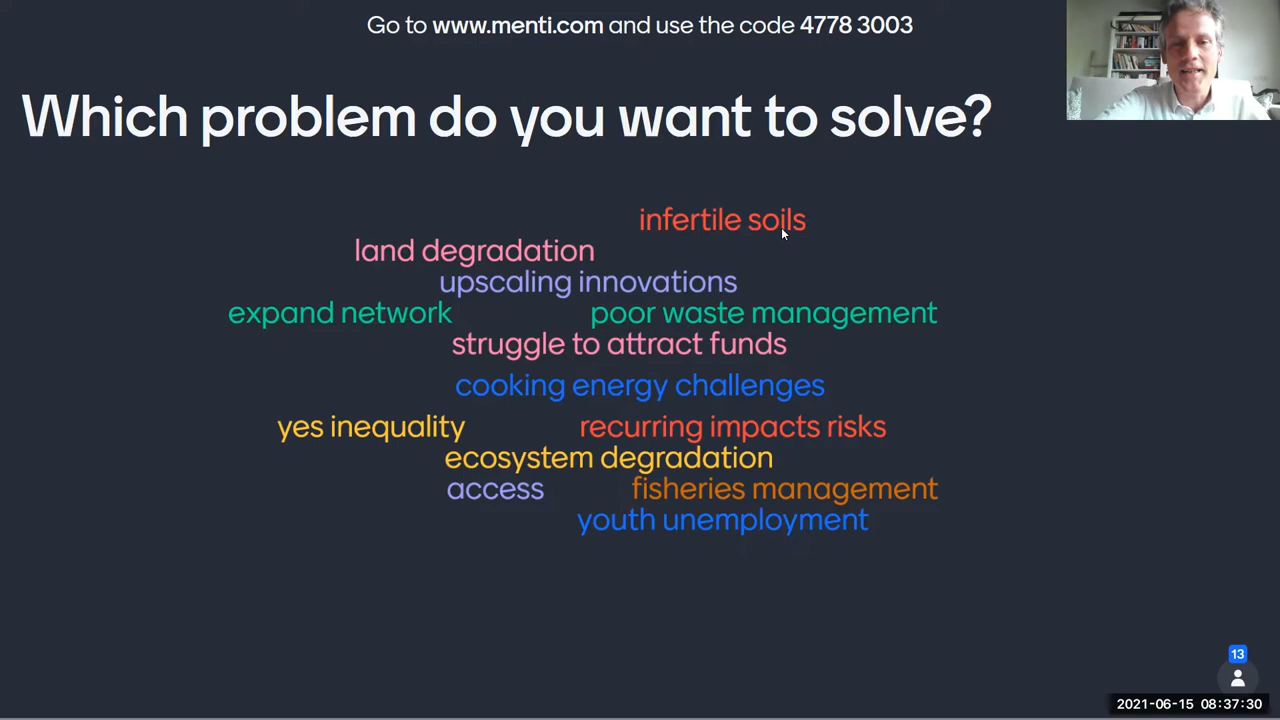 Go to www.menti.com and use the code 4778 3003
Which problem do you want to solve?
infertile soils
land degradation
upscaling innovations
expand network
poor waste management
struggle to attract funds
cooking energy challenges
yes inequality
recurring impacts risks
ecosystem degradation
access
fisheries management
youth unemployment
13
2021-06-15 08:37:30